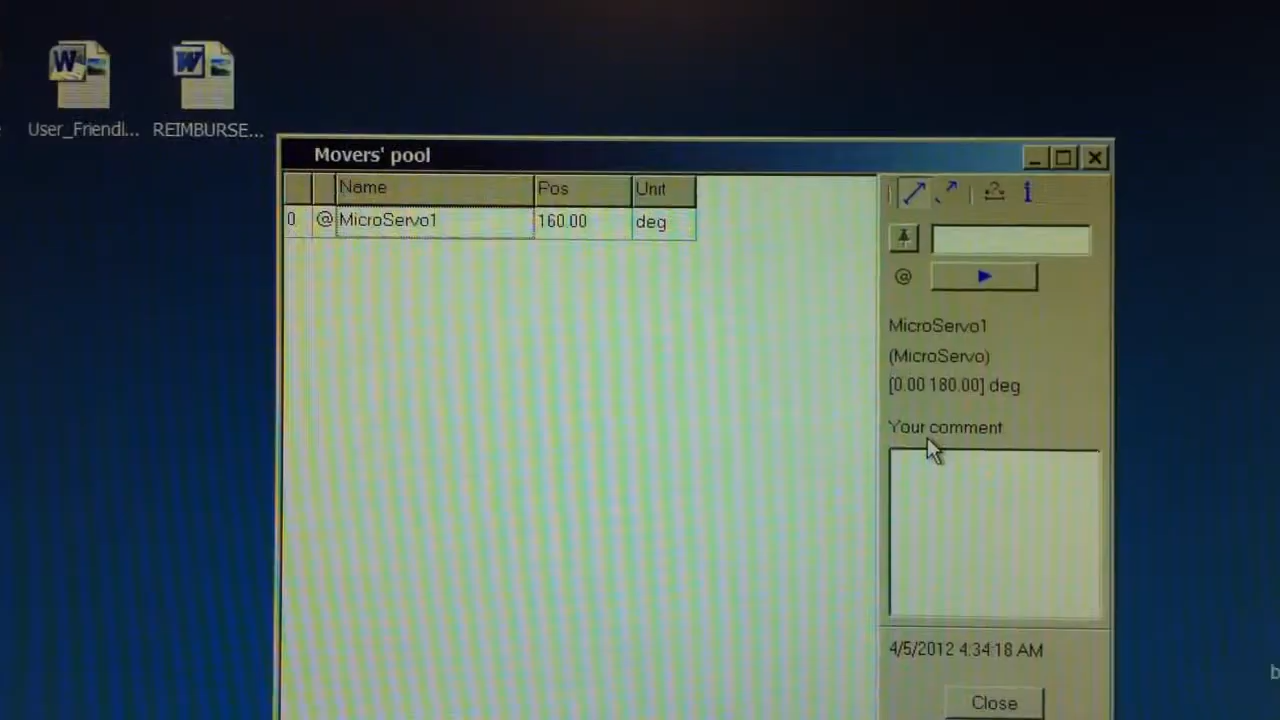 User_Friendl...
REIMBURSE...
Movers' pool
Name Pos Unit
0 @ MicroServo1 160.00 deg
@
MicroServo1
(MicroServo)
[0.00 180.00] deg
Your comment
4/5/2012 4:34:18 AM
Close